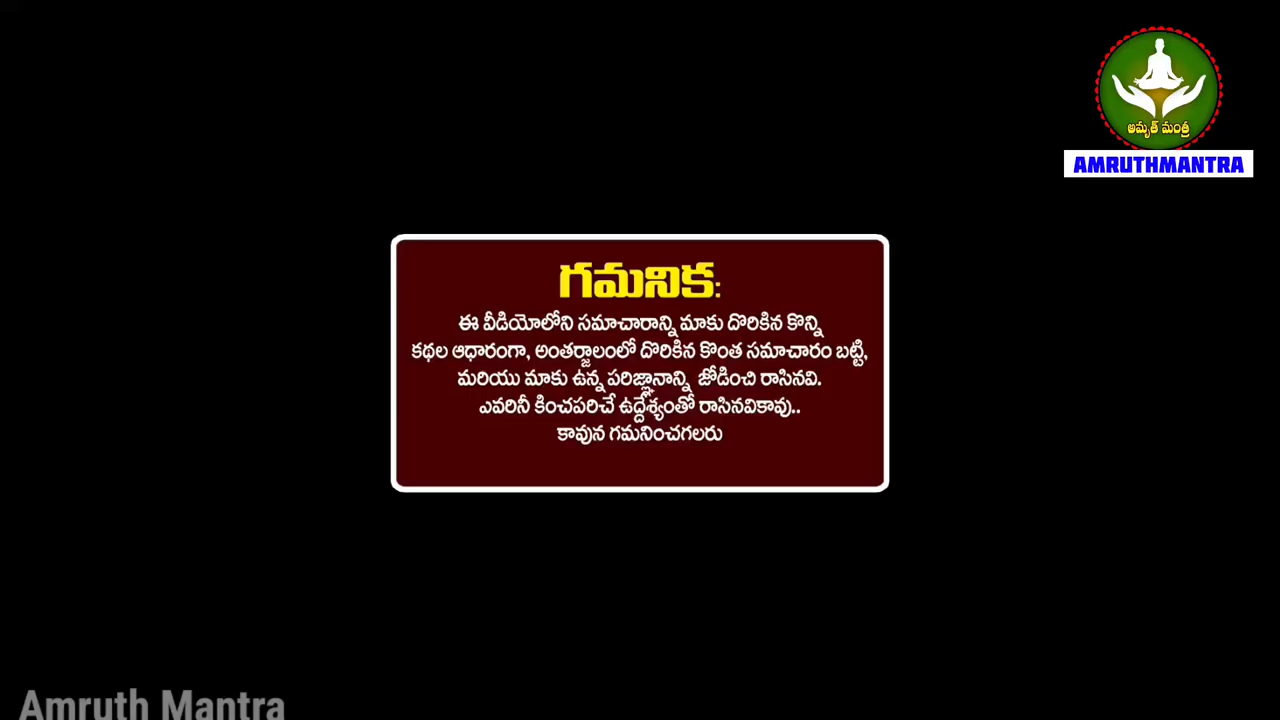 అమృత్ మంత్ర
AMRUTHMANTRA
గమనిక:
ఈ వీడియోలోని సమాచారాన్ని మాకు దొరికిన కొన్ని
కథల ఆధారంగా, అంతర్జాలంలో దొరికిన కొంత సమాచారం బట్టి,
మరియు మాకు ఉన్న పరిజ్ఞానాన్ని జోడించి రాసినవి.
ఎవరినీ కించపరిచే ఉద్దేశ్యంతో రాసినవికావు..
కావున గమనించగలరు
Amruth Mantra